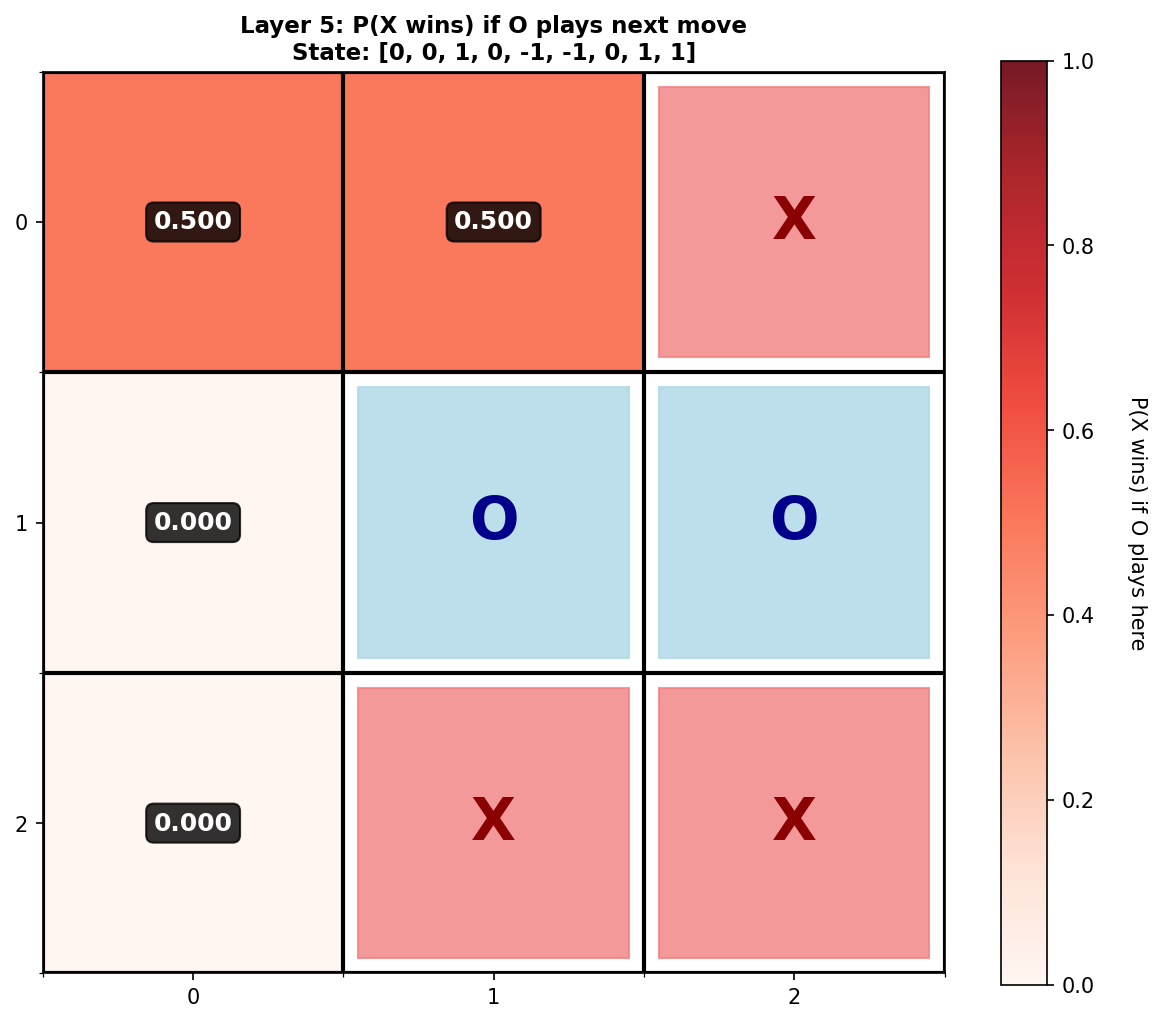 Layer 5: P(X wins) if O plays next move
State: [0, 0, 1, 0, -1, -1, 0, 1, 1]
0.500 0.500 X
0
0.000 O O
1
0.000 X X
2
0 1 2
1.0
0.8
0.6
0.4
0.2
0.0
P(X wins) if O plays here